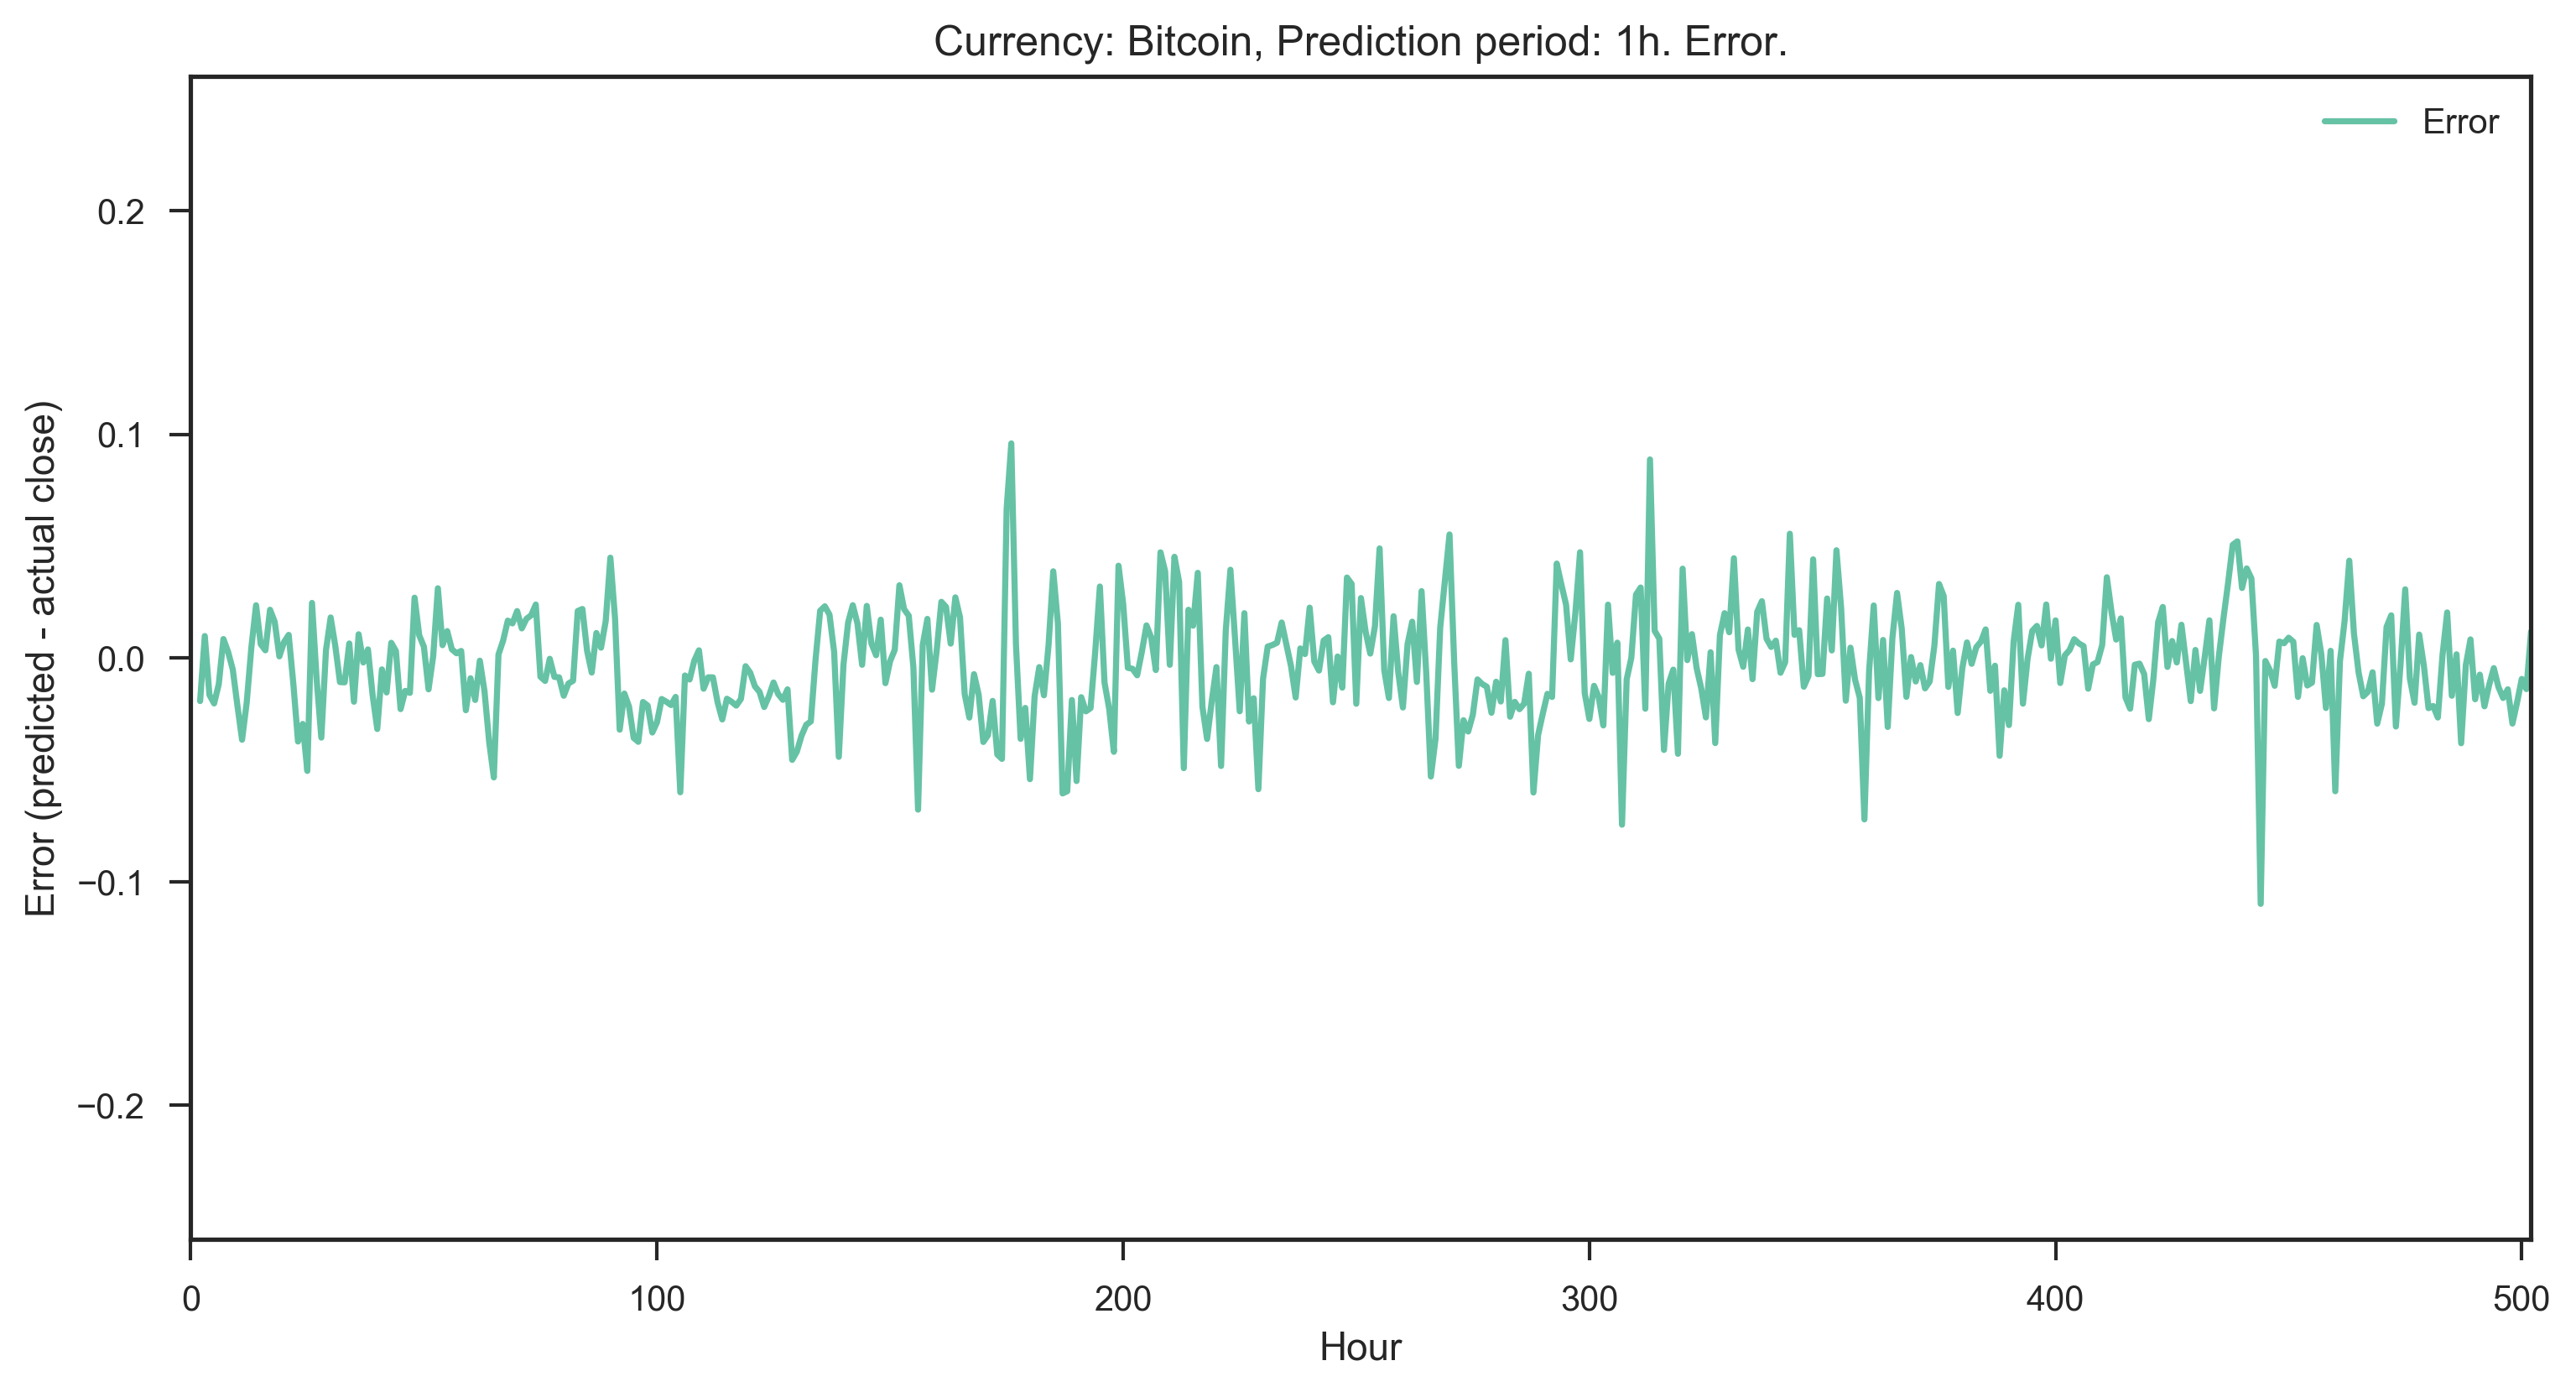 Currency: Bitcoin, Prediction period: 1h. Error.
Error
0.2
0.1
0.0
−0.1
−0.2
Error (predicted - actual close)
0 100 200 300 400 500
Hour